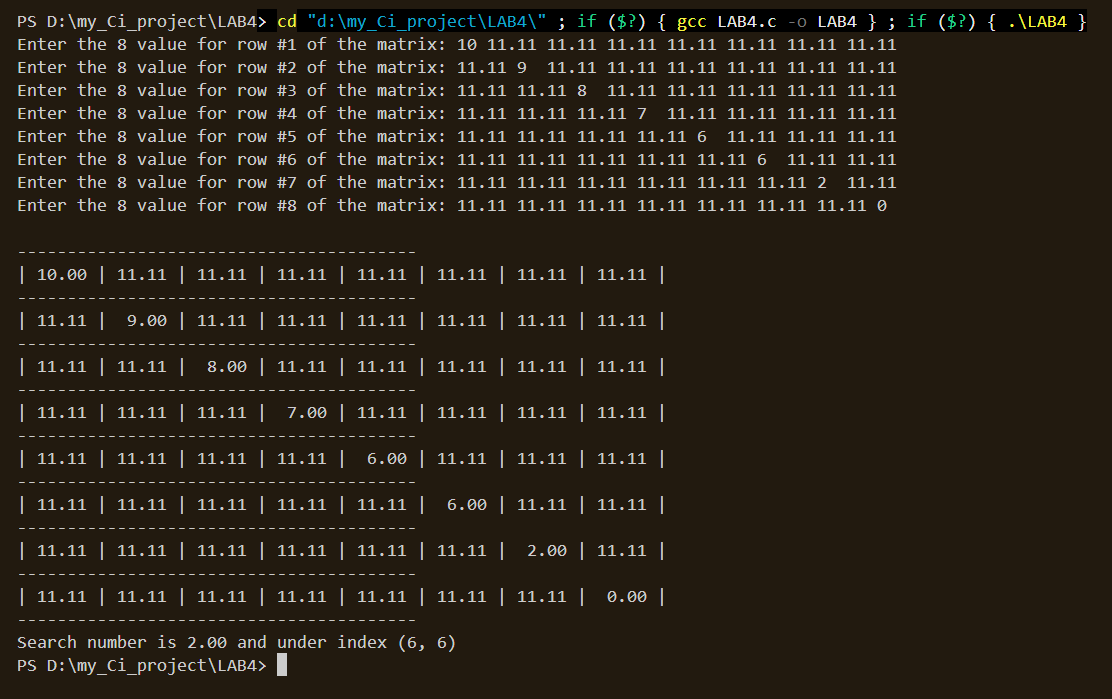 PS D:\my_Ci_project\LAB4> cd "d:\my_Ci_project\LAB4\" ; if ($?) { gcc LAB4.c -o LAB4 } ; if ($?) { .\LAB4 }
Enter the 8 value for row #1 of the matrix: 10 11.11 11.11 11.11 11.11 11.11 11.11 11.11
Enter the 8 value for row #2 of the matrix: 11.11 9  11.11 11.11 11.11 11.11 11.11 11.11
Enter the 8 value for row #3 of the matrix: 11.11 11.11 8  11.11 11.11 11.11 11.11 11.11
Enter the 8 value for row #4 of the matrix: 11.11 11.11 11.11 7  11.11 11.11 11.11 11.11
Enter the 8 value for row #5 of the matrix: 11.11 11.11 11.11 11.11 6  11.11 11.11 11.11
Enter the 8 value for row #6 of the matrix: 11.11 11.11 11.11 11.11 11.11 6  11.11 11.11
Enter the 8 value for row #7 of the matrix: 11.11 11.11 11.11 11.11 11.11 11.11 2  11.11
Enter the 8 value for row #8 of the matrix: 11.11 11.11 11.11 11.11 11.11 11.11 11.11 0
----------------------------------------
| 10.00 | 11.11 | 11.11 | 11.11 | 11.11 | 11.11 | 11.11 | 11.11 |
----------------------------------------
| 11.11 |  9.00 | 11.11 | 11.11 | 11.11 | 11.11 | 11.11 | 11.11 |
----------------------------------------
| 11.11 | 11.11 |  8.00 | 11.11 | 11.11 | 11.11 | 11.11 | 11.11 |
----------------------------------------
| 11.11 | 11.11 | 11.11 |  7.00 | 11.11 | 11.11 | 11.11 | 11.11 |
----------------------------------------
| 11.11 | 11.11 | 11.11 | 11.11 |  6.00 | 11.11 | 11.11 | 11.11 |
----------------------------------------
| 11.11 | 11.11 | 11.11 | 11.11 | 11.11 |  6.00 | 11.11 | 11.11 |
----------------------------------------
| 11.11 | 11.11 | 11.11 | 11.11 | 11.11 | 11.11 |  2.00 | 11.11 |
----------------------------------------
| 11.11 | 11.11 | 11.11 | 11.11 | 11.11 | 11.11 | 11.11 |  0.00 |
----------------------------------------
Search number is 2.00 and under index (6, 6)
PS D:\my_Ci_project\LAB4>